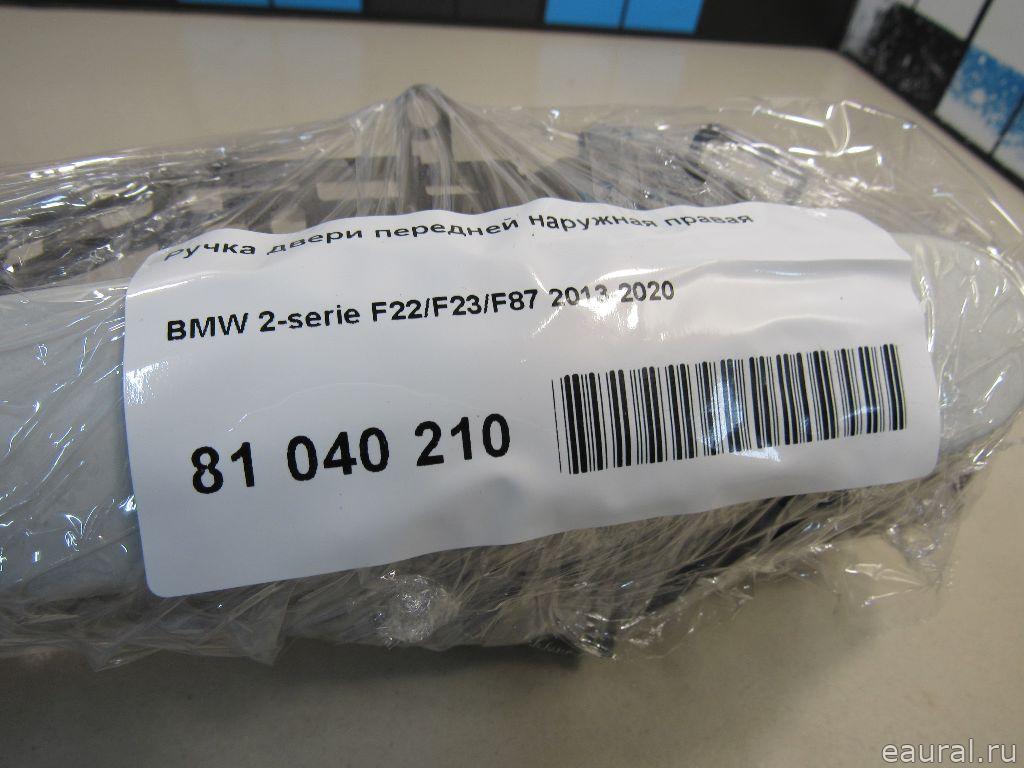 Ручка двери передней Наружная правая
BMW 2-serie F22/F23/F87 2013-2020
81 040 210
eaural.ru